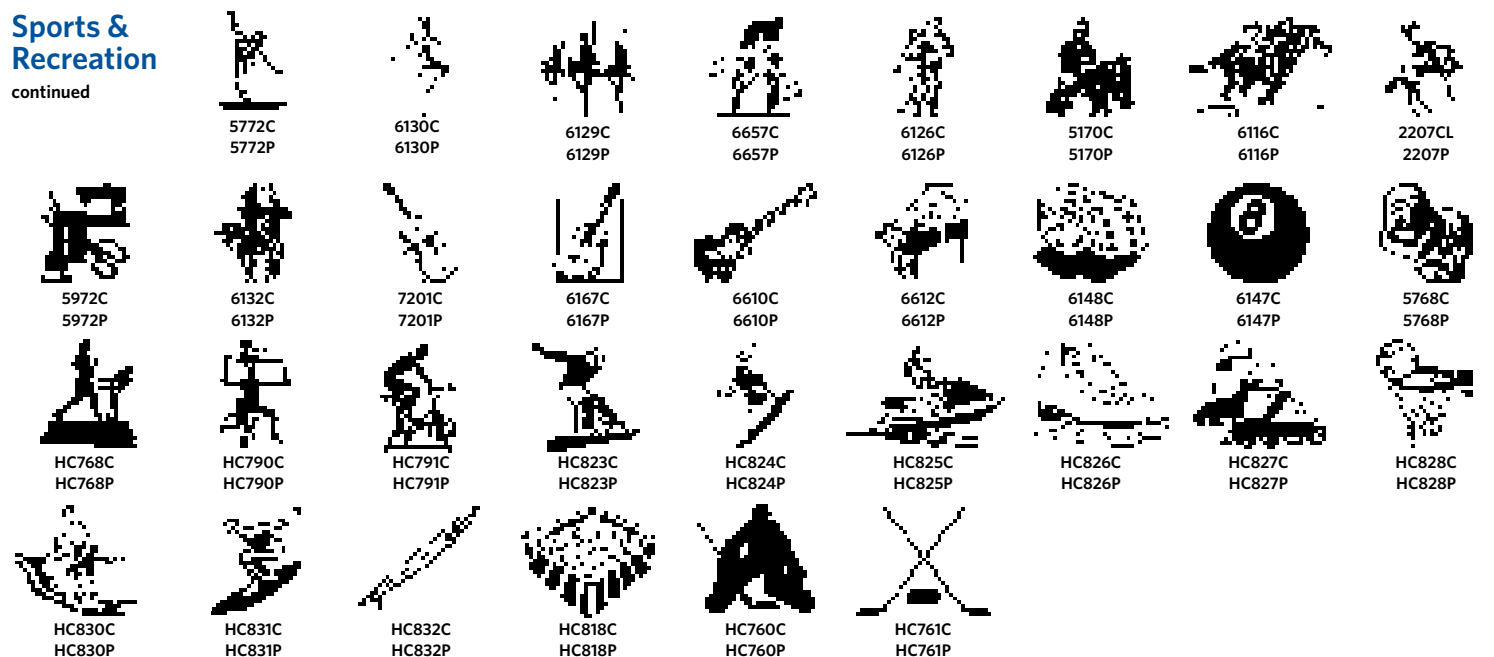 Sports &
Recreation
continued
5772C 6130C 6129C 6657C 6126C 5170C 6116C 2207CL
5772P 6130P 6129P 6657P 6126P 5170P 6116P 2207P
8
5972C 6132C 7201C 6167C 6610C 6612C 6148C 6147C 5768C
5972P 6132P 7201P 6167P 6610P 6612P 6148P 6147P 5768P
HC768C HC790C HC791C HC823C HC824C HC825C HC826C HC827C HC828C
HC768P HC790P HC791P HC823P HC824P HC825P HC826P HC827P HC828P
HC830C HC831C HC832C HC818C HC760C HC761C
HC830P HC831P HC832P HC818P HC760P HC761P